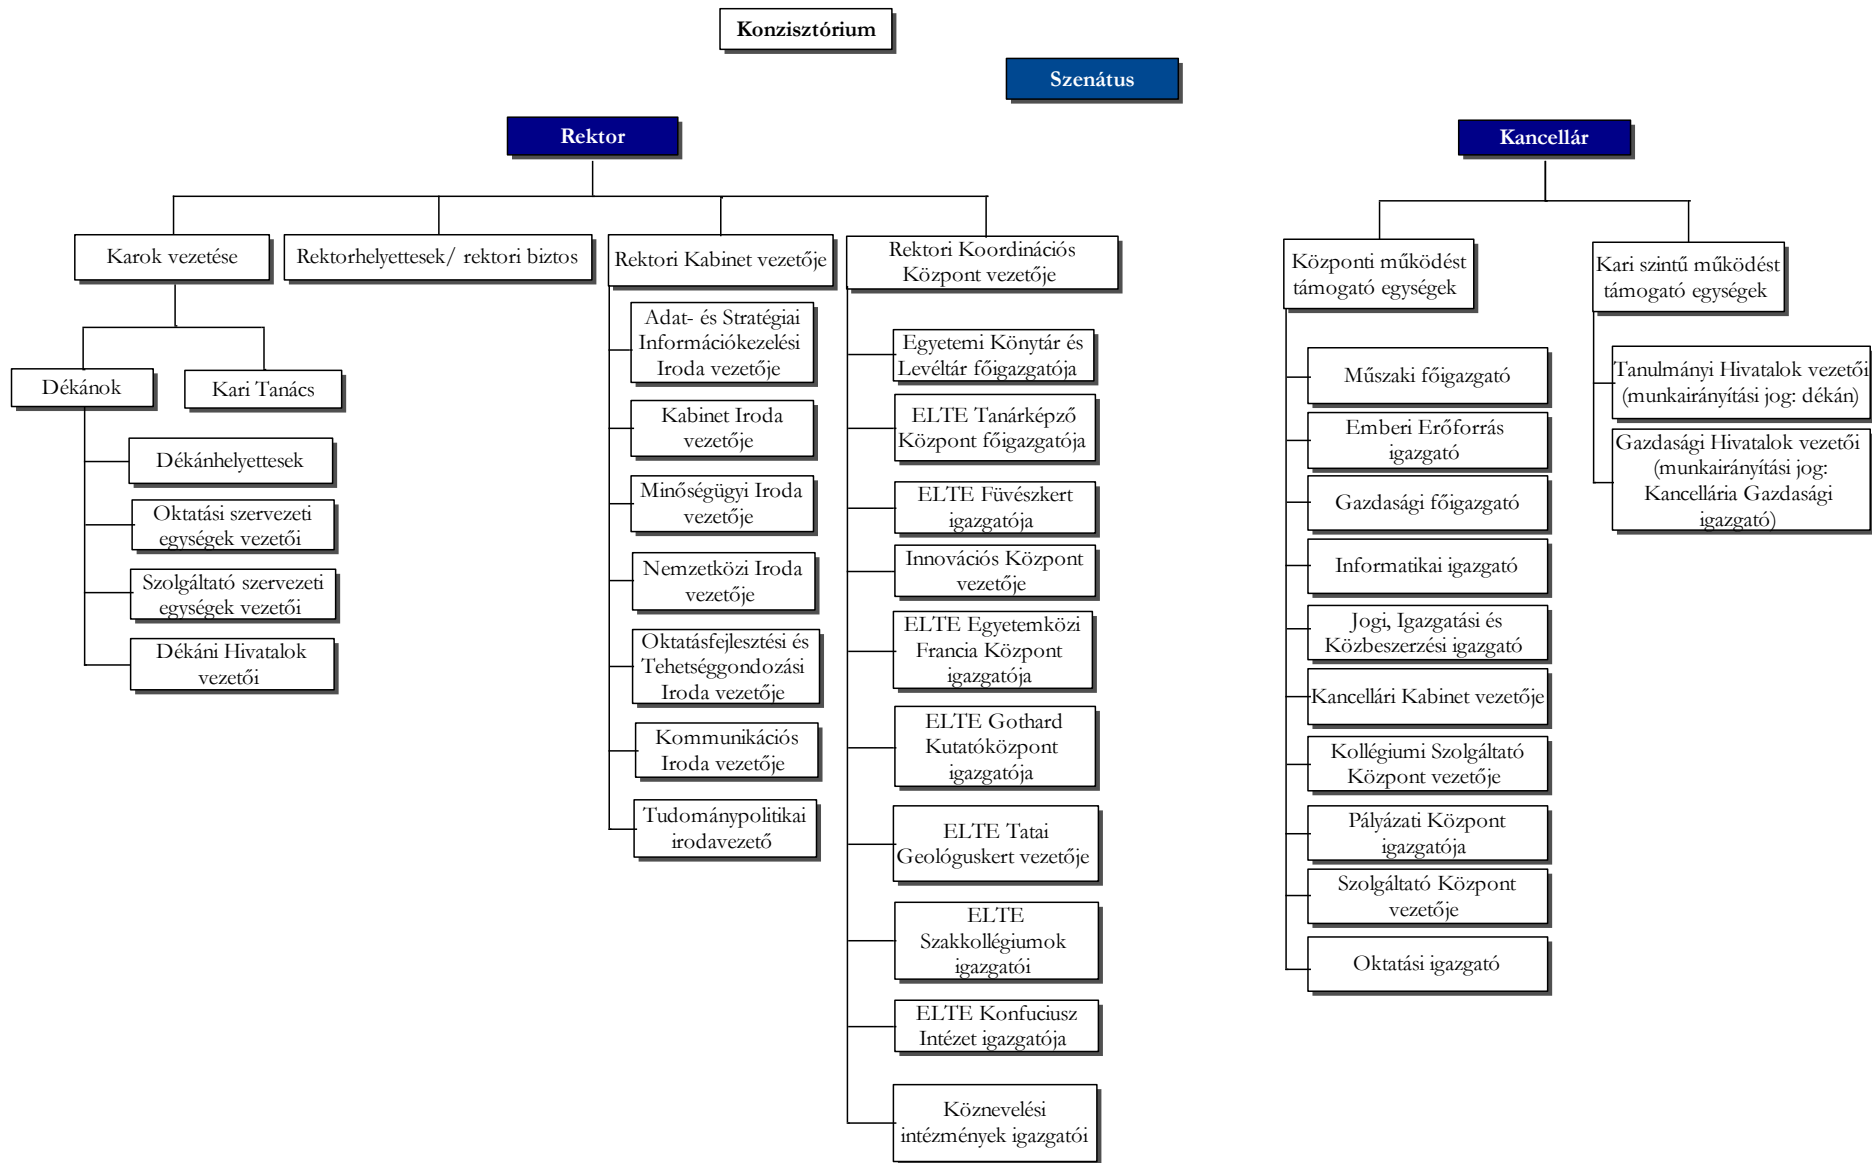 Konzisztórium
Szenátus
Rektor
Kancellár
Karok vezetése
Rektorhelyettesek/ rektori biztos
Rektori Kabinet vezetője
Rektori Koordinációs
Központ vezetője
Központi működést
támogató egységek
Kari szintű működést
támogató egységek
Dékánok
Kari Tanács
Dékánhelyettesek
Oktatási szervezeti
egységek vezetői
Szolgáltató szervezeti
egységek vezetői
Dékáni Hivatalok
vezetői
Adat- és Stratégiai
Információkezelési
Iroda vezetője
Kabinet Iroda
vezetője
Minőségügyi Iroda
vezetője
Nemzetközi Iroda
vezetője
Oktatásfejlesztési és
Tehetséggondozási
Iroda vezetője
Kommunikációs
Iroda vezetője
Tudománypolitikai
irodavezető
Egyetemi Könytár és
Levéltár főigazgatója
ELTE Tanárképző
Központ főigazgatója
ELTE Füvészkert
igazgatója
Innovációs Központ
vezetője
ELTE Egyetemközi
Francia Központ
igazgatója
ELTE Gothard
Kutatóközpont
igazgatója
ELTE Tatai
Geológuskert vezetője
ELTE
Szakkollégiumok
igazgatói
ELTE Konfuciusz
Intézet igazgatója
Köznevelési
intézmények igazgatói
Műszaki főigazgató
Emberi Erőforrás
igazgató
Gazdasági főigazgató
Informatikai igazgató
Jogi, Igazgatási és
Közbeszerzési igazgató
Kancellári Kabinet vezetője
Kollégiumi Szolgáltató
Központ vezetője
Pályázati Központ
igazgatója
Szolgáltató Központ
vezetője
Oktatási igazgató
Tanulmányi Hivatalok vezetői
(munkairányítási jog: dékán)
Gazdasági Hivatalok vezetői
(munkairányítási jog:
Kancellária Gazdasági
igazgató)